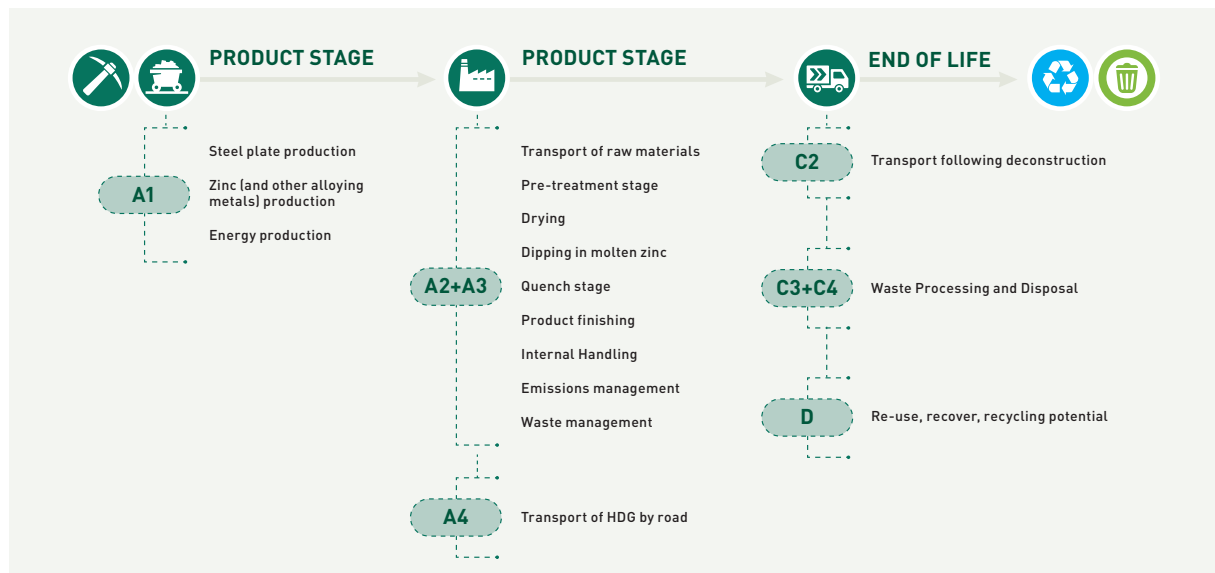 PRODUCT STAGE
A1
Steel plate production
Zinc (and other alloying
metals) production
Energy production
PRODUCT STAGE
A2+A3
Transport of raw materials
Pre-treatment stage
Drying
Dipping in molten zinc
Quench stage
Product finishing
Internal Handling
Emissions management
Waste management
A4
Transport of HDG by road
END OF LIFE
C2
Transport following deconstruction
C3+C4
Waste Processing and Disposal
D
Re-use, recover, recycling potential